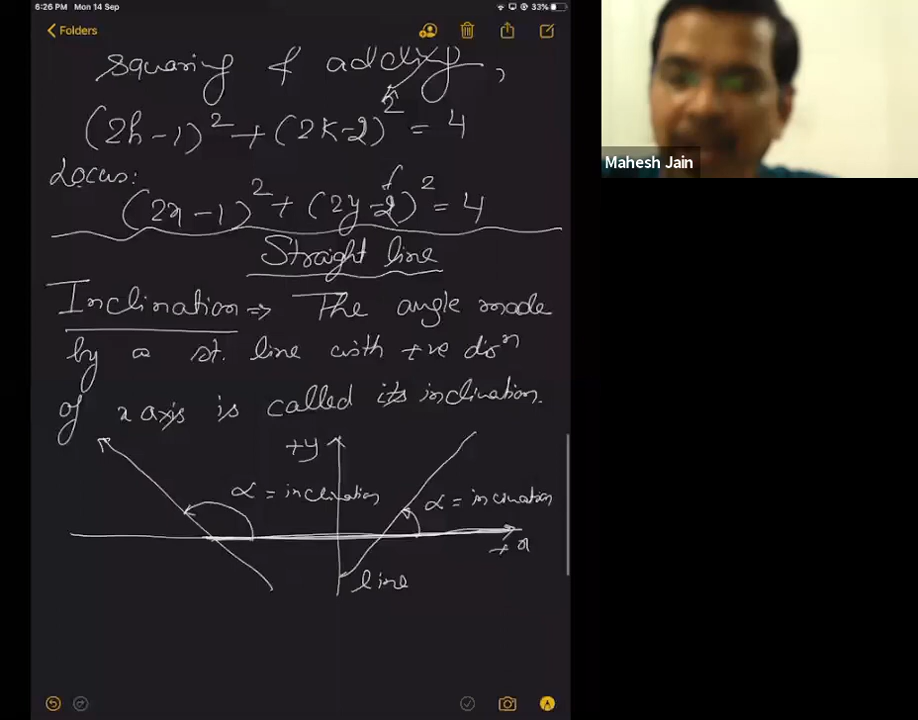 6:26 PM Mon 14 Sep 33%
Folders
Squaring & adding,
(2h-1)² + (2k-2)² = 4
Locus:
(2x-1)² + (2y-2)² = 4
Straight line
Inclination => The angle made
by a st. line with +ve dirⁿ
of x axis is called its inclination.
+y
α = inclination
α = inclination
+x
line
Mahesh Jain